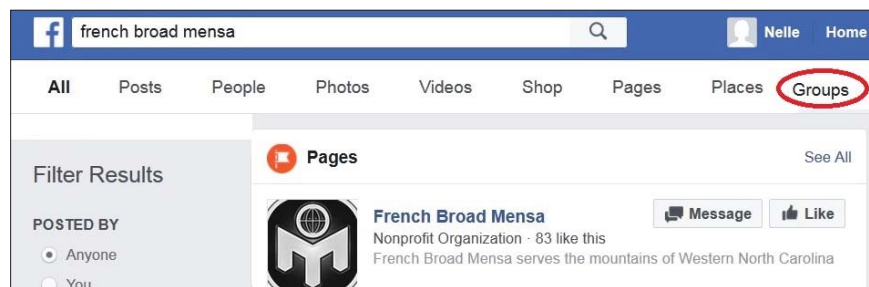 f french broad mensa Nelle Home
All Posts People Photos Videos Shop Pages Places Groups
Filter Results
POSTED BY
Anyone
You
Pages See All
French Broad Mensa Message Like
Nonprofit Organization · 83 like this
French Broad Mensa serves the mountains of Western North Carolina